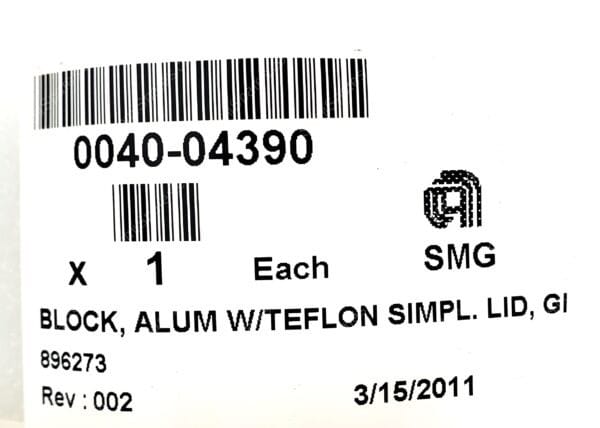 0040-04390
X 1 Each
SMG
BLOCK, ALUM W/TEFLON SIMPL. LID, GI
896273
Rev : 002 3/15/2011